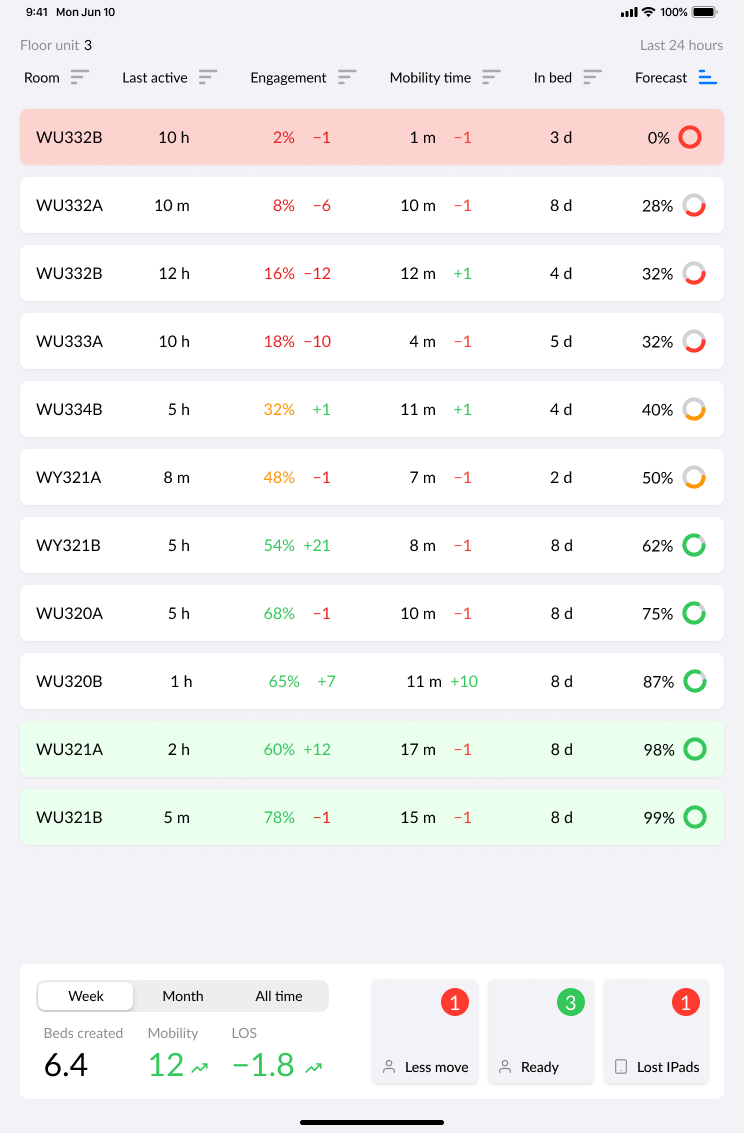 9:41 Mon Jun 10 100%
Floor unit 3 Last 24 hours
Room Last active Engagement Mobility time In bed Forecast
WU332B 10 h 2% −1 1 m −1 3 d 0%
WU332A 10 m 8% −6 10 m −1 8 d 28%
WU332B 12 h 16% −12 12 m +1 4 d 32%
WU333A 10 h 18% −10 4 m −1 5 d 32%
WU334B 5 h 32% +1 11 m +1 4 d 40%
WY321A 8 m 48% −1 7 m −1 2 d 50%
WY321B 5 h 54% +21 8 m −1 8 d 62%
WU320A 5 h 68% −1 10 m −1 8 d 75%
WU320B 1 h 65% +7 11 m +10 8 d 87%
WU321A 2 h 60% +12 17 m −1 8 d 98%
WU321B 5 m 78% −1 15 m −1 8 d 99%
Week Month All time
Beds created Mobility LOS
6.4 12 −1.8
1 3 1
Less move Ready Lost IPads